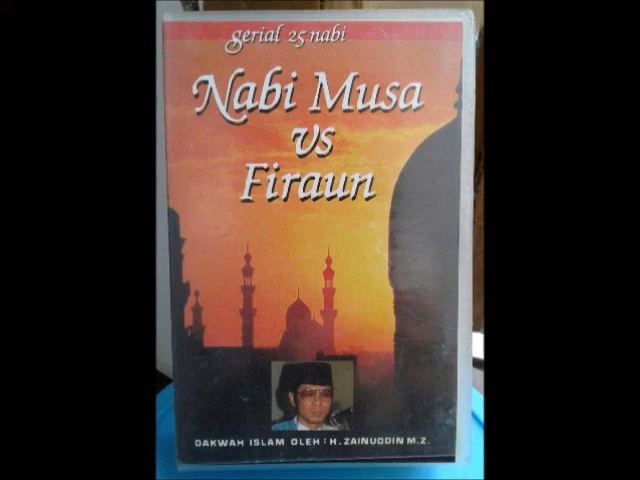 Serial 25 nabi
Nabi Musa
vs
Firaun
DAKWAH ISLAM OLEH : H. ZAINUDDIN M.Z.